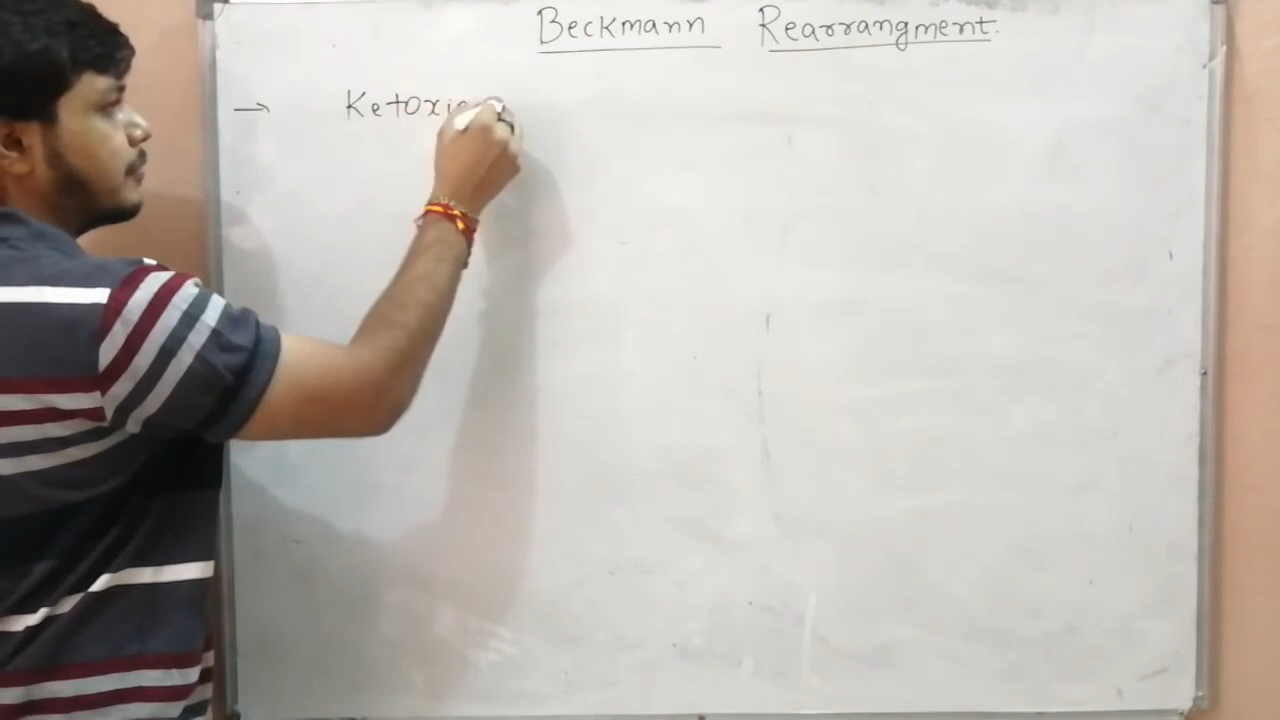 Beckmann Rearrangment.
→ Ketoxi